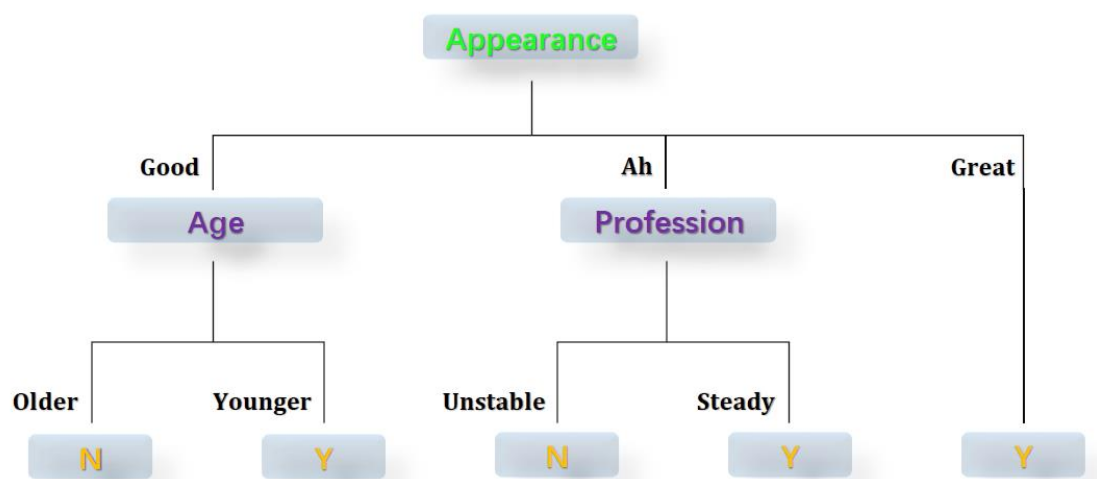 Appearance
Good
Ah
Great
Age
Profession
Older
Younger
Unstable
Steady
N
Y
N
Y
Y